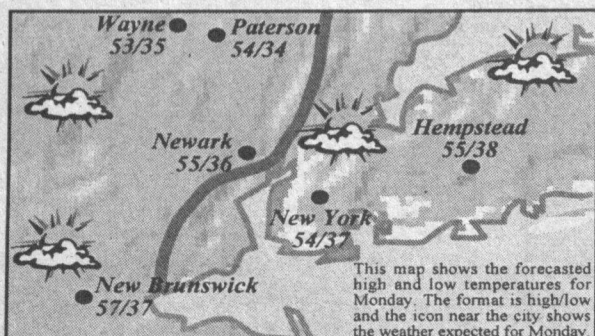 Wayne
53/35
Paterson
54/34
Newark
55/36
Hempstead
55/38
New York
54/37
New Brunswick
57/37
This map shows the forecasted
high and low temperatures for
Monday. The format is high/low
and the icon near the city shows
the weather expected for Monday.